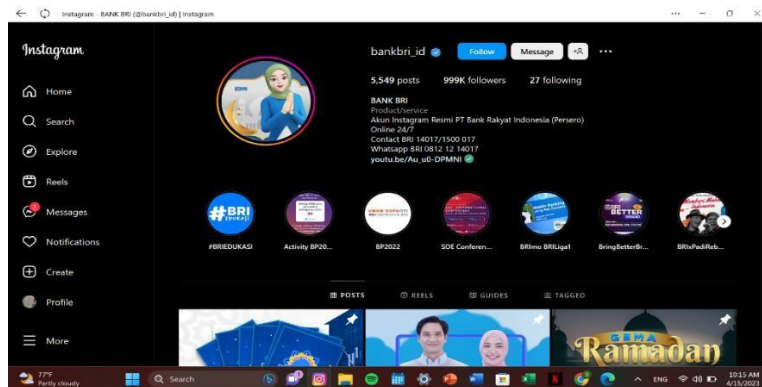 Instagram · BANK BRI (@bankbri_id) | Instagram
Instagram
Home
Search
Explore
Reels
Messages
Notifications
Create
Profile
More
bankbri_id Follow Message
5,549 posts 999K followers 27 following
BANK BRI
Product/service
Akun Instagram Resmi PT Bank Rakyat Indonesia (Persero)
Online 24/7
Contact BRI 14017/1500 017
Whatsapp BRI 0812 12 14017
youtu.be/Au_u0-DPMNI
#BRI
#BRIEDUKASI Activity BP20... BP2022 SOE Conferen... BRImo BRILiga1 BringBetterBr... BRIxPadiReb...
POSTS REELS GUIDES TAGGED
GEMA
Ramadan
77°F
Partly cloudy
Search
ENG
10:15 AM
4/15/2023